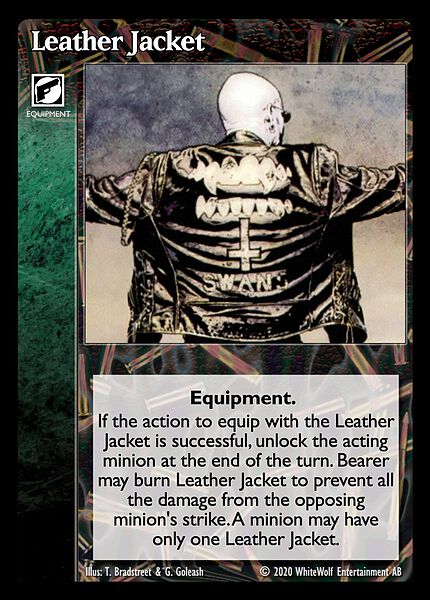 Leather Jacket
EQUIPMENT
SWANS
Equipment.
If the action to equip with the Leather
Jacket is successful, unlock the acting
minion at the end of the turn. Bearer
may burn Leather Jacket to prevent all
the damage from the opposing
minion's strike. A minion may have
only one Leather Jacket.
Illus: T. Bradstreet & G. Goleash
© 2020 WhiteWolf Entertainment AB